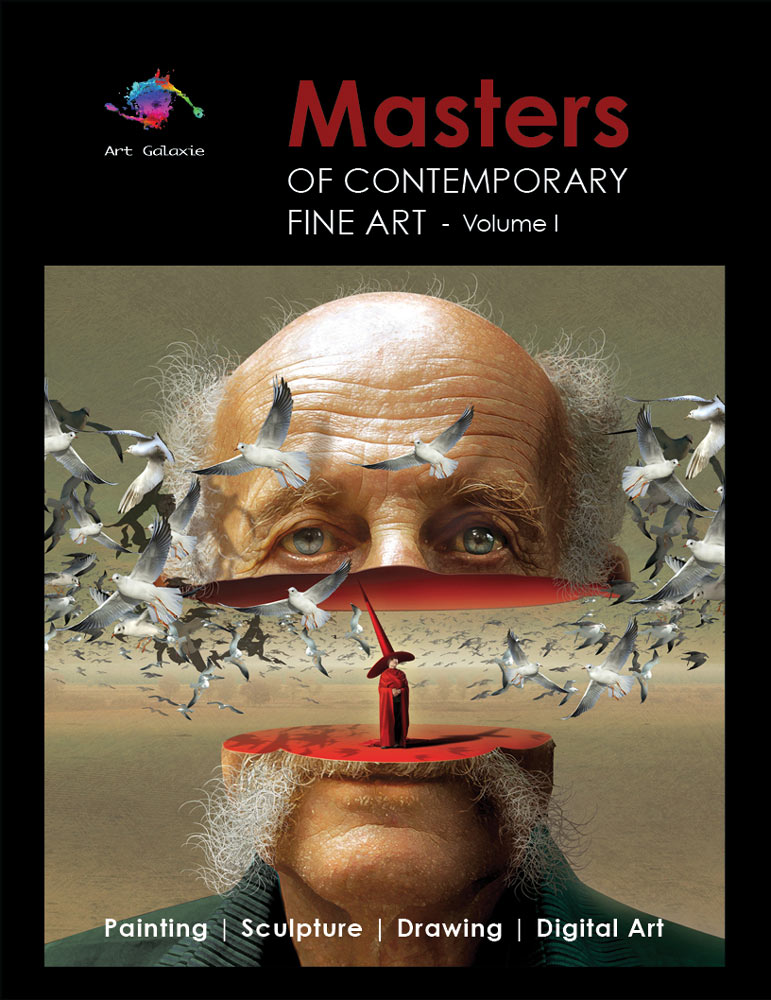 Art Galaxie
Masters
OF CONTEMPORARY
FINE ART - Volume I
Painting | Sculpture | Drawing | Digital Art